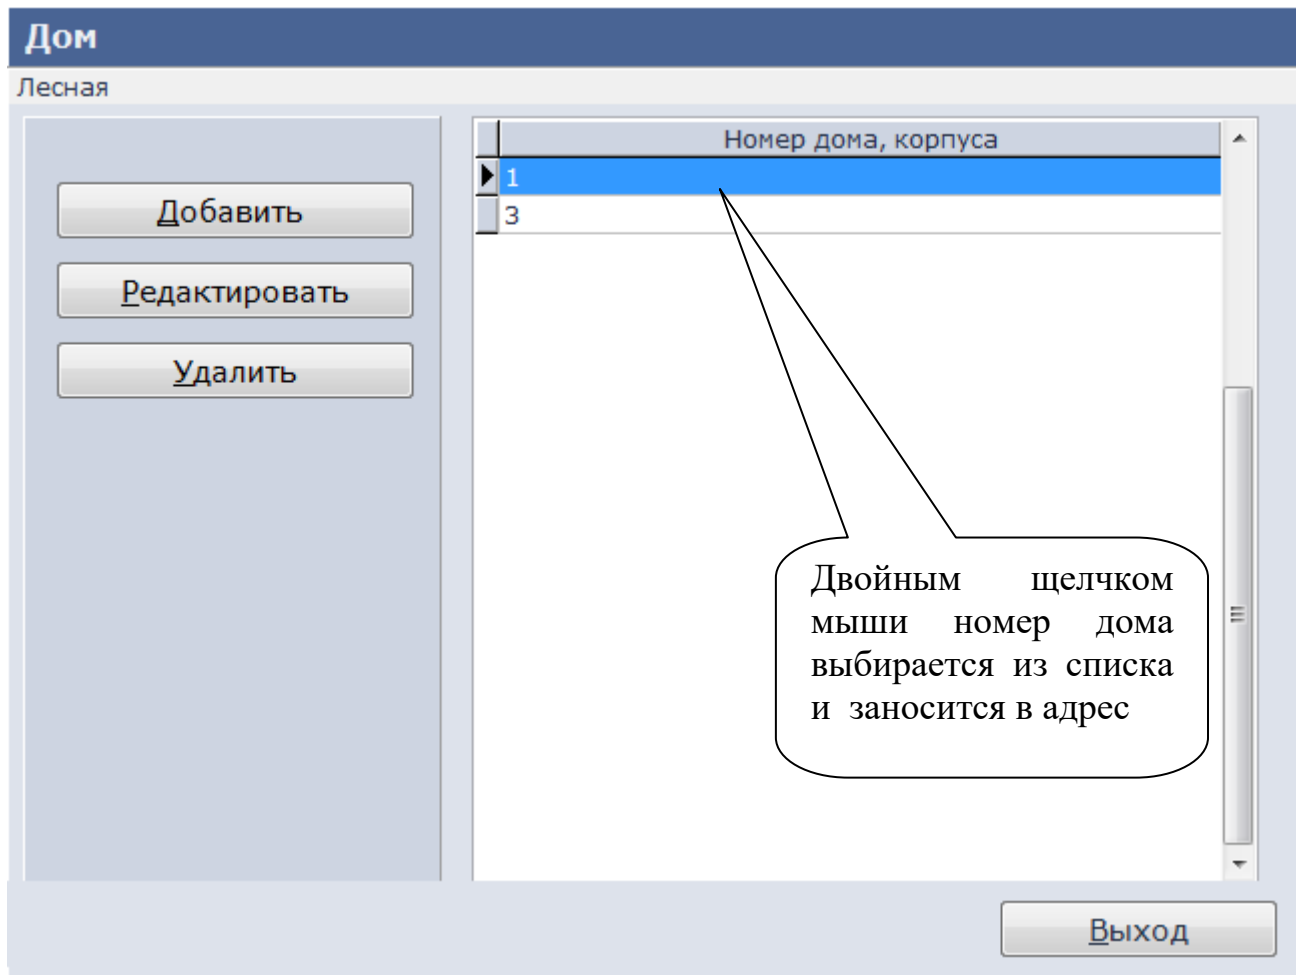 Дом
Лесная
Добавить
Редактировать
Удалить
Номер дома, корпуса
1
3
Двойным щелчком
мыши номер дома
выбирается из списка
и заносится в адрес
Выход